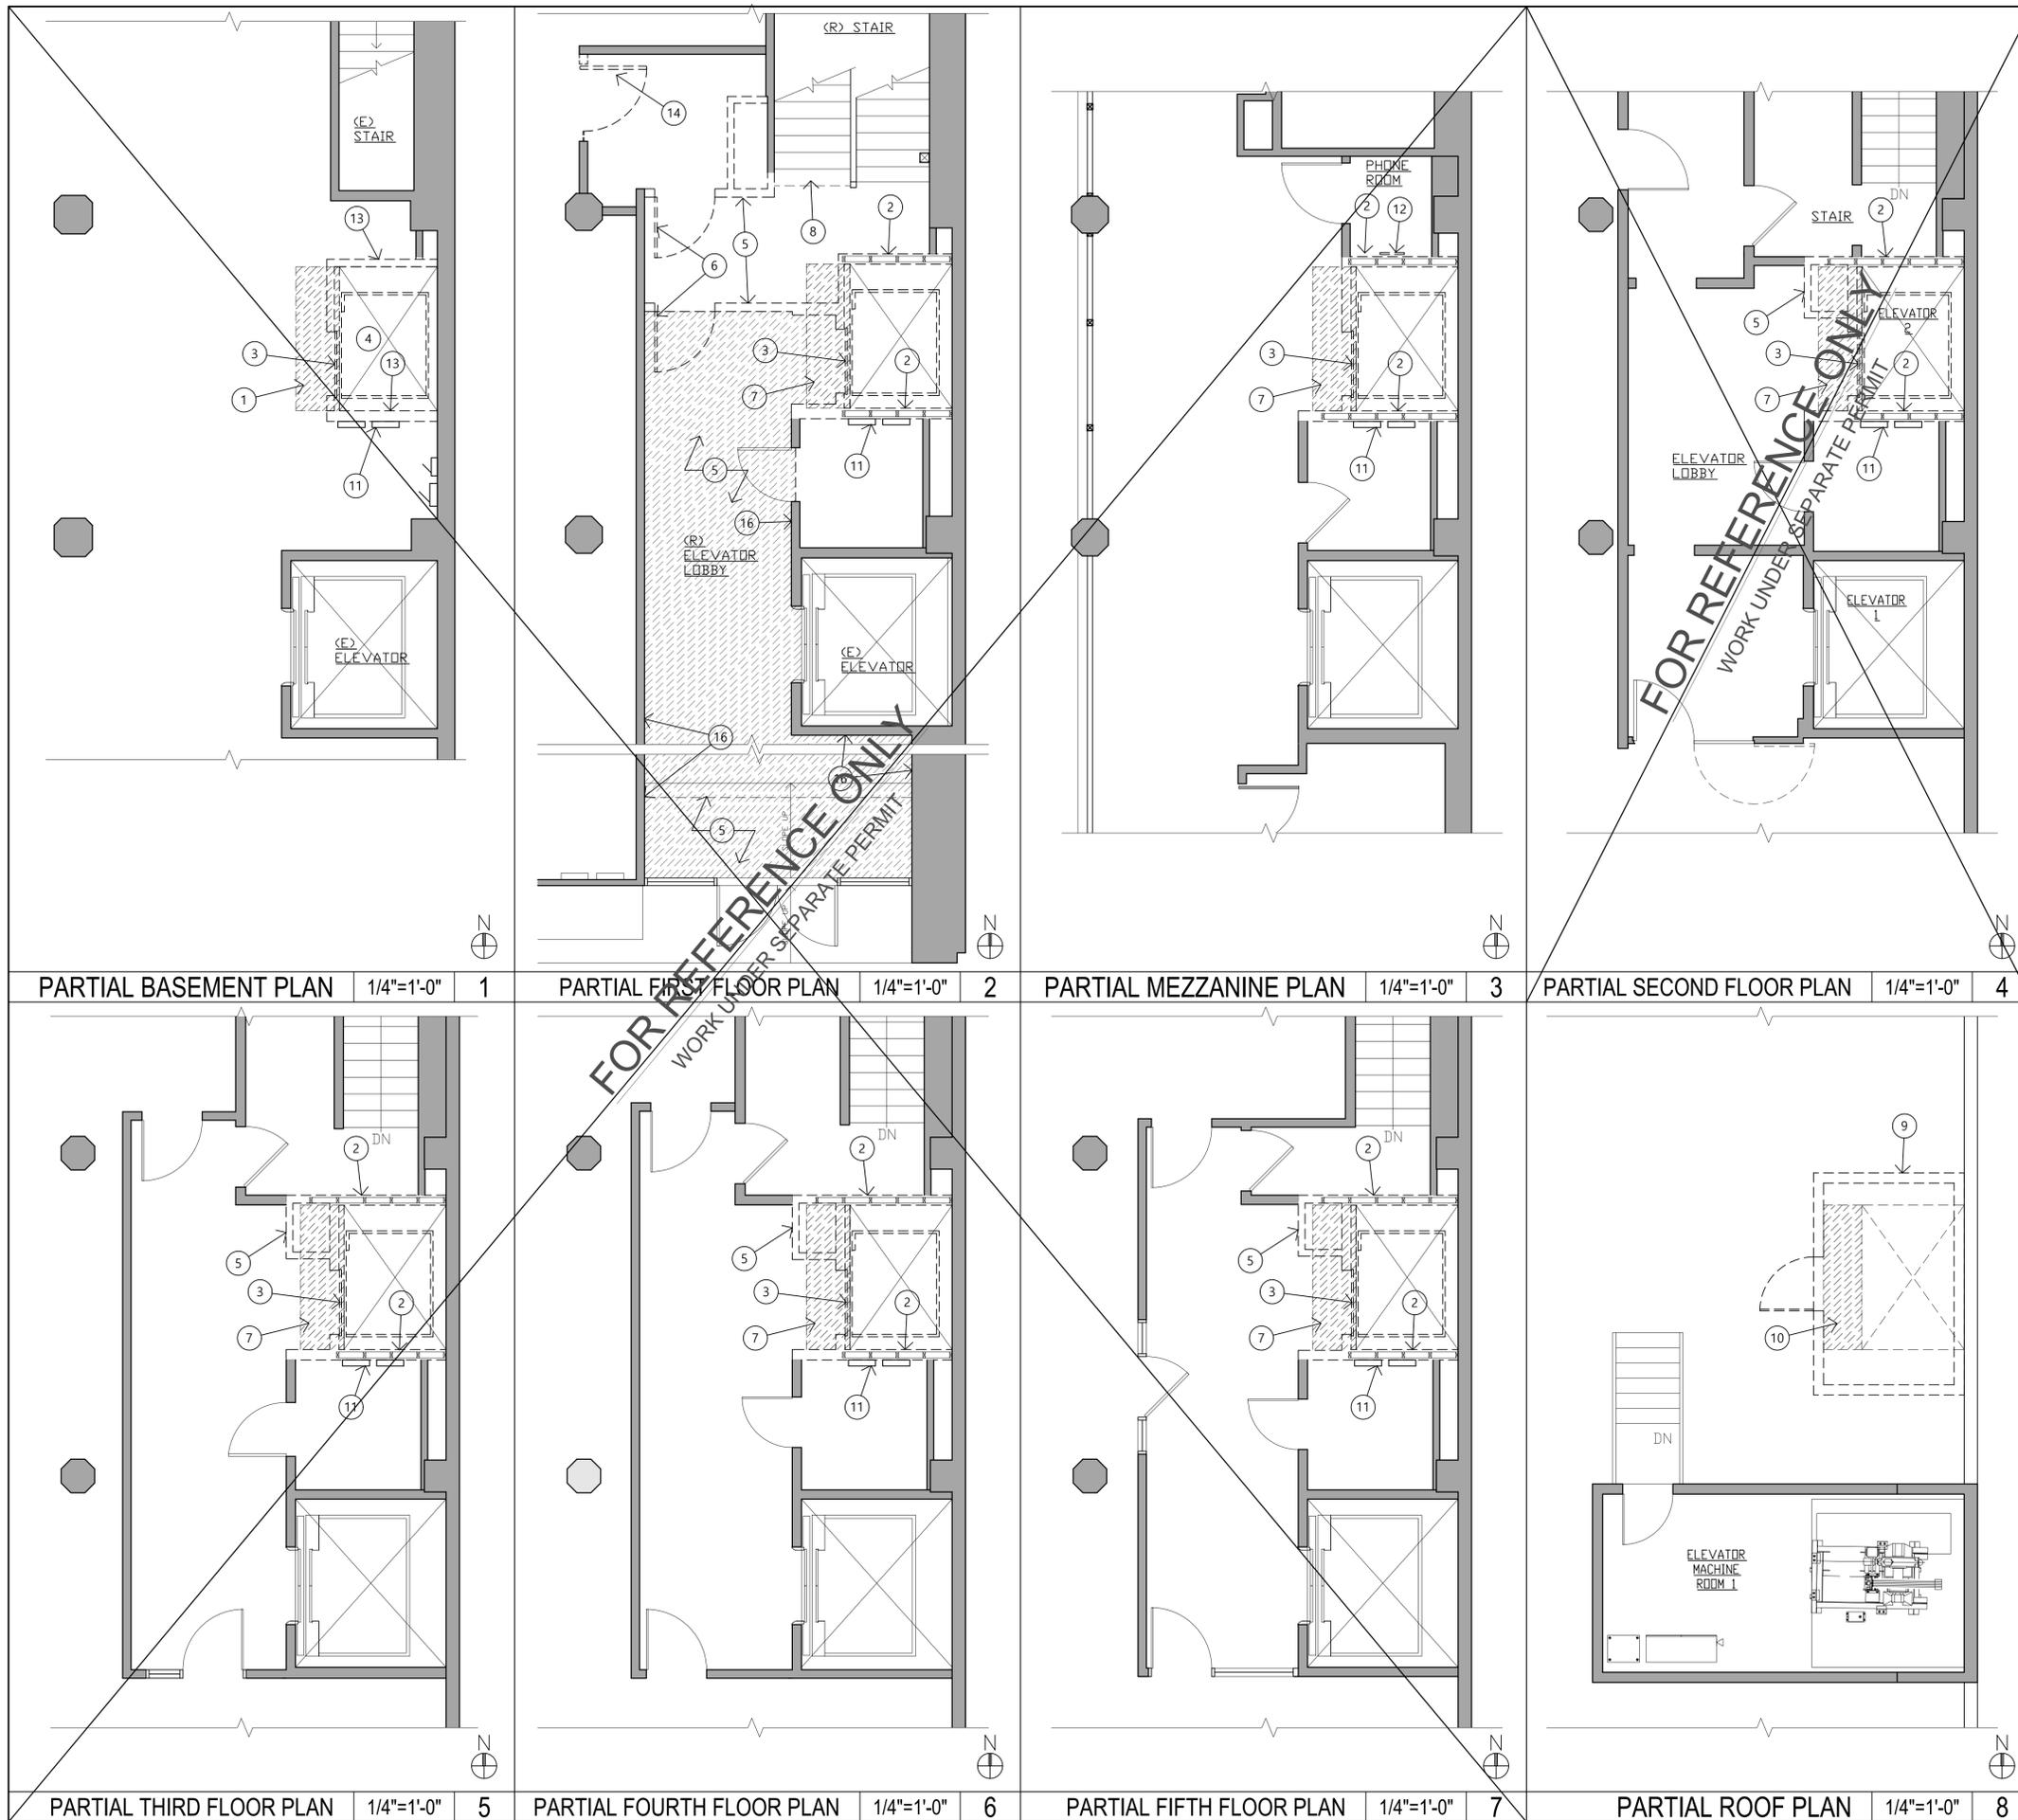 (E)
STAIR
13
3
4
13
1
11
(E)
ELEVATOR
N
PARTIAL BASEMENT PLAN 1/4"=1'-0" 1
(R) STAIR
14
2
8
5
6
3
2
7
5
11
16
(R)
ELEVATOR
LOBBY
(E)
ELEVATOR
16
16
5
SLOPE UP
N
PARTIAL FIRST FLOOR PLAN 1/4"=1'-0" 2
PHONE
ROOM
2
12
3
2
7
11
N
PARTIAL MEZZANINE PLAN 1/4"=1'-0" 3
DN
STAIR
2
ELEVATOR
2
5
3
2
7
ELEVATOR
LOBBY
11
ELEVATOR
1
N
PARTIAL SECOND FLOOR PLAN 1/4"=1'-0" 4
FOR REFERENCE ONLY
WORK UNDER SEPARATE PERMIT
FOR REFERENCE ONLY
WORK UNDER SEPARATE PERMIT
DN
2
5
3
2
7
11
N
PARTIAL THIRD FLOOR PLAN 1/4"=1'-0" 5
DN
2
5
3
2
7
11
N
PARTIAL FOURTH FLOOR PLAN 1/4"=1'-0" 6
DN
2
5
3
2
7
11
N
PARTIAL FIFTH FLOOR PLAN 1/4"=1'-0" 7
9
10
DN
ELEVATOR
MACHINE
ROOM 1
N
PARTIAL ROOF PLAN 1/4"=1'-0" 8